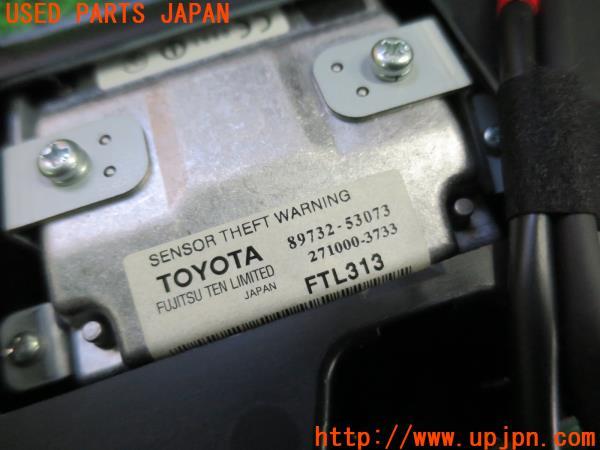 USED PARTS JAPAN
SENSOR THEFT WARNING
TOYOTA 89732-53073
271000-3733
FUJITSU TEN LIMITED
JAPAN FTL313
http://www.upjpn.com